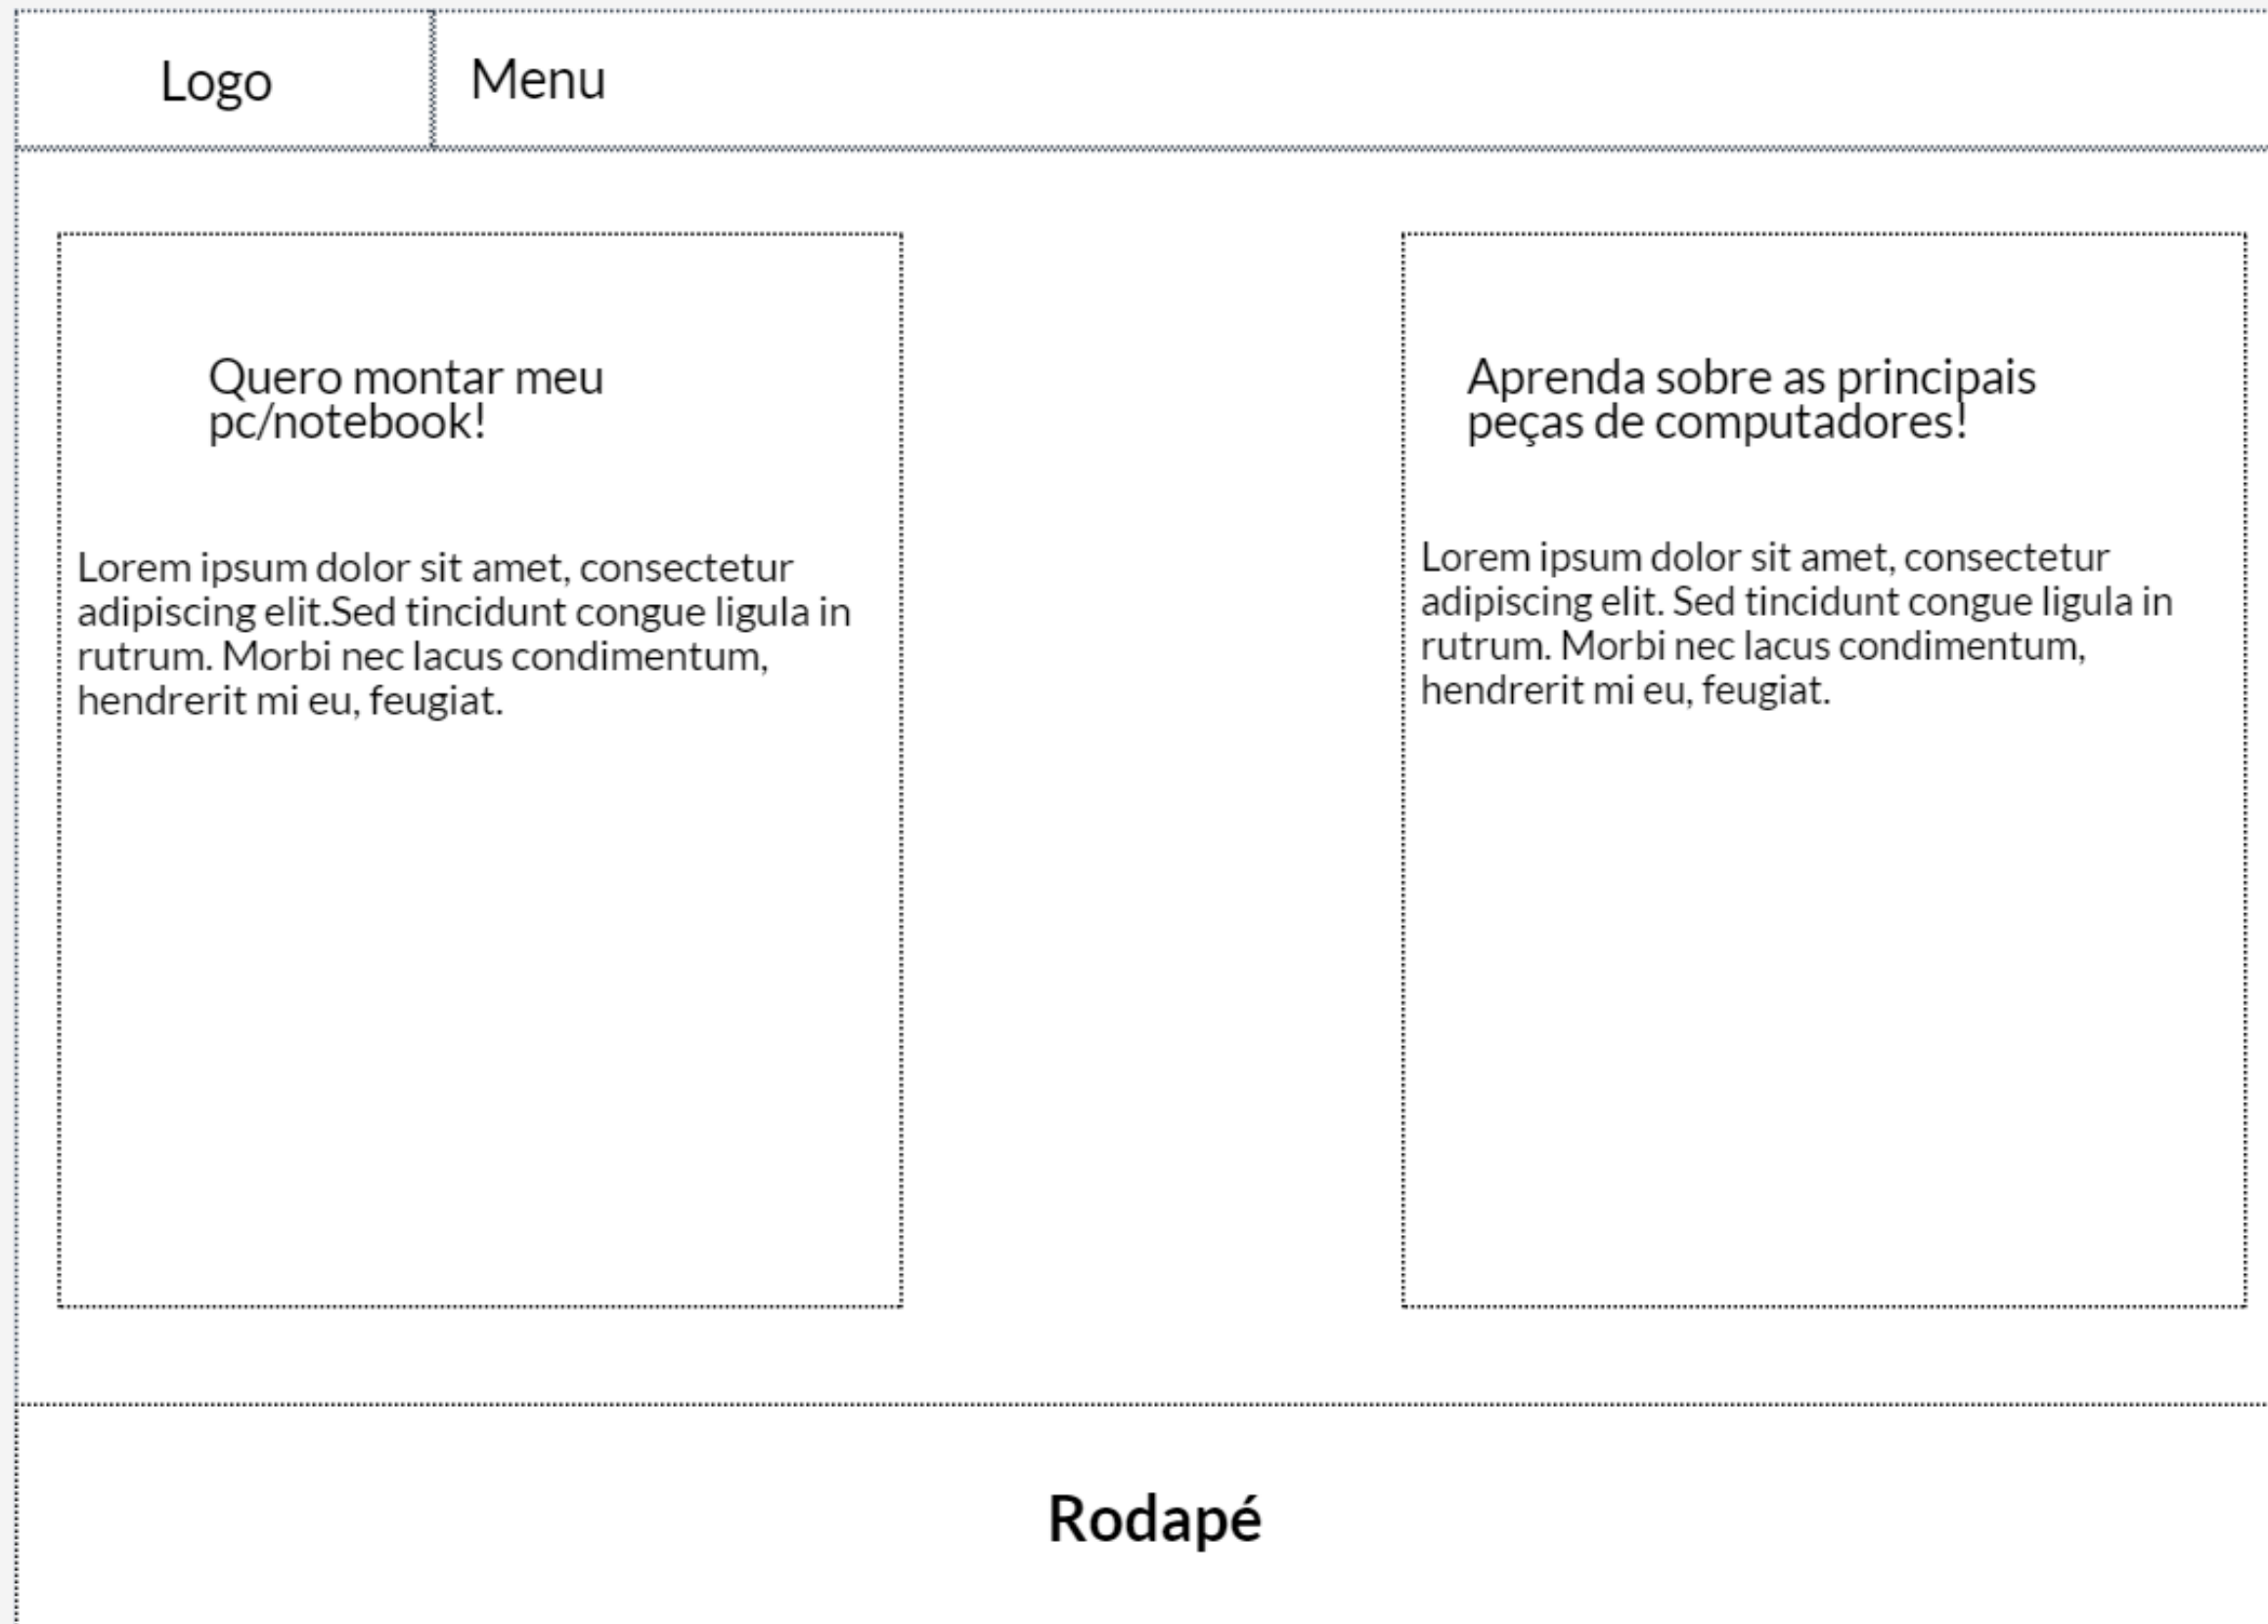 Logo
Menu
Quero montar meu
pc/notebook!
Lorem ipsum dolor sit amet, consectetur
adipiscing elit.Sed tincidunt congue ligula in
rutrum. Morbi nec lacus condimentum,
hendrerit mi eu, feugiat.
Aprenda sobre as principais
peças de computadores!
Lorem ipsum dolor sit amet, consectetur
adipiscing elit. Sed tincidunt congue ligula in
rutrum. Morbi nec lacus condimentum,
hendrerit mi eu, feugiat.
Rodapé